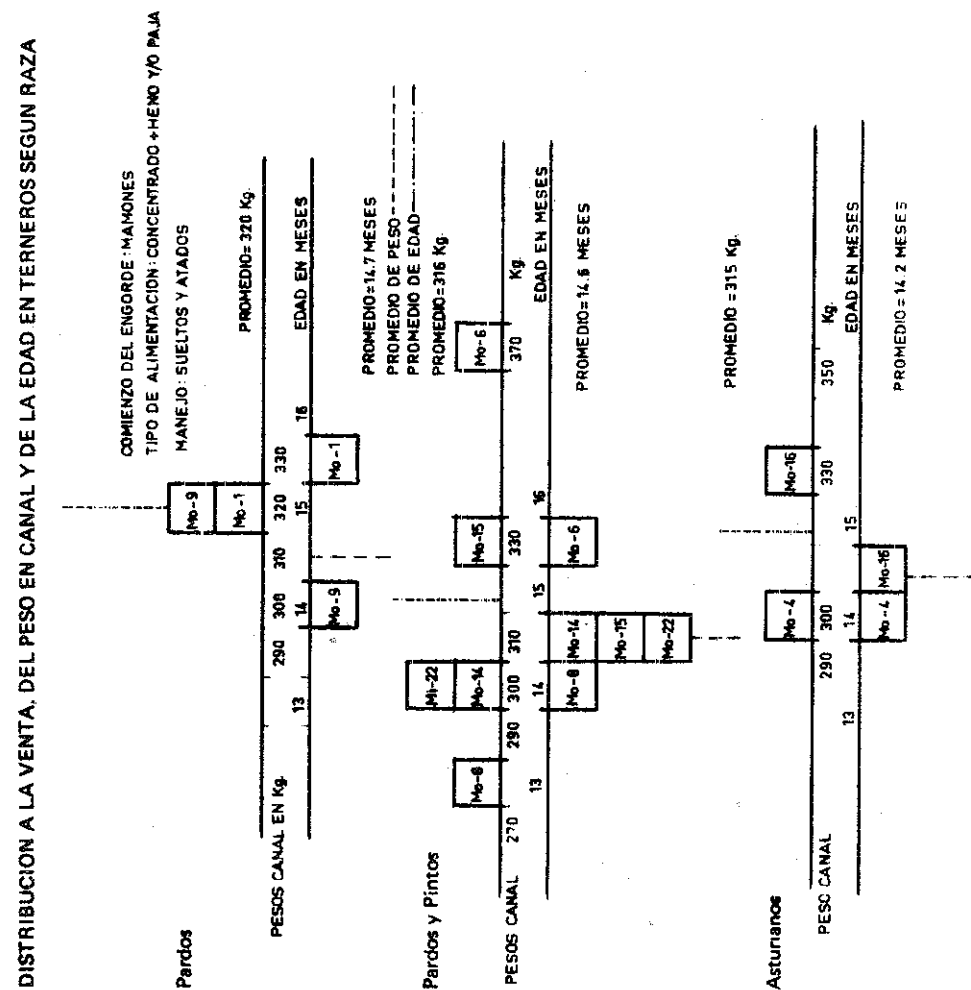 DISTRIBUCION A LA VENTA, DEL PESO EN CANAL Y DE LA EDAD EN TERNEROS SEGUN RAZA
COMIENZO DEL ENGORDE: MAMONES
TIPO DE ALIMENTACION: CONCENTRADO + HENO Y/O PAJA
MANEJO: SUELTOS Y ATADOS
Pardos
Mo-9
Mo-1
PROMEDIO= 320 Kg.
PESOS CANAL EN Kg. 290 300 310 320 330
13 14 15 16 EDAD EN MESES
Mo-9 Mo-1
PROMEDIO=14.7 MESES
PROMEDIO DE PESO
PROMEDIO DE EDAD
Pardos y Pintos
PROMEDIO=316 Kg.
Mi-22
Mo-8 Mo-14 Mo-15 Mo-6
PESOS CANAL 270 290 300 310 330 370 Kg.
13 14 15 16 EDAD EN MESES
Mo-8 Mo-14 Mo-6
Mo-15
Mo-22
PROMEDIO=14.6 MESES
Asturianos
PROMEDIO =315 Kg.
Mo-4 Mo-16
PESO CANAL 290 300 330 350 Kg.
13 14 15 EDAD EN MESES
Mo-4 Mo-16
PROMEDIO = 14.2 MESES